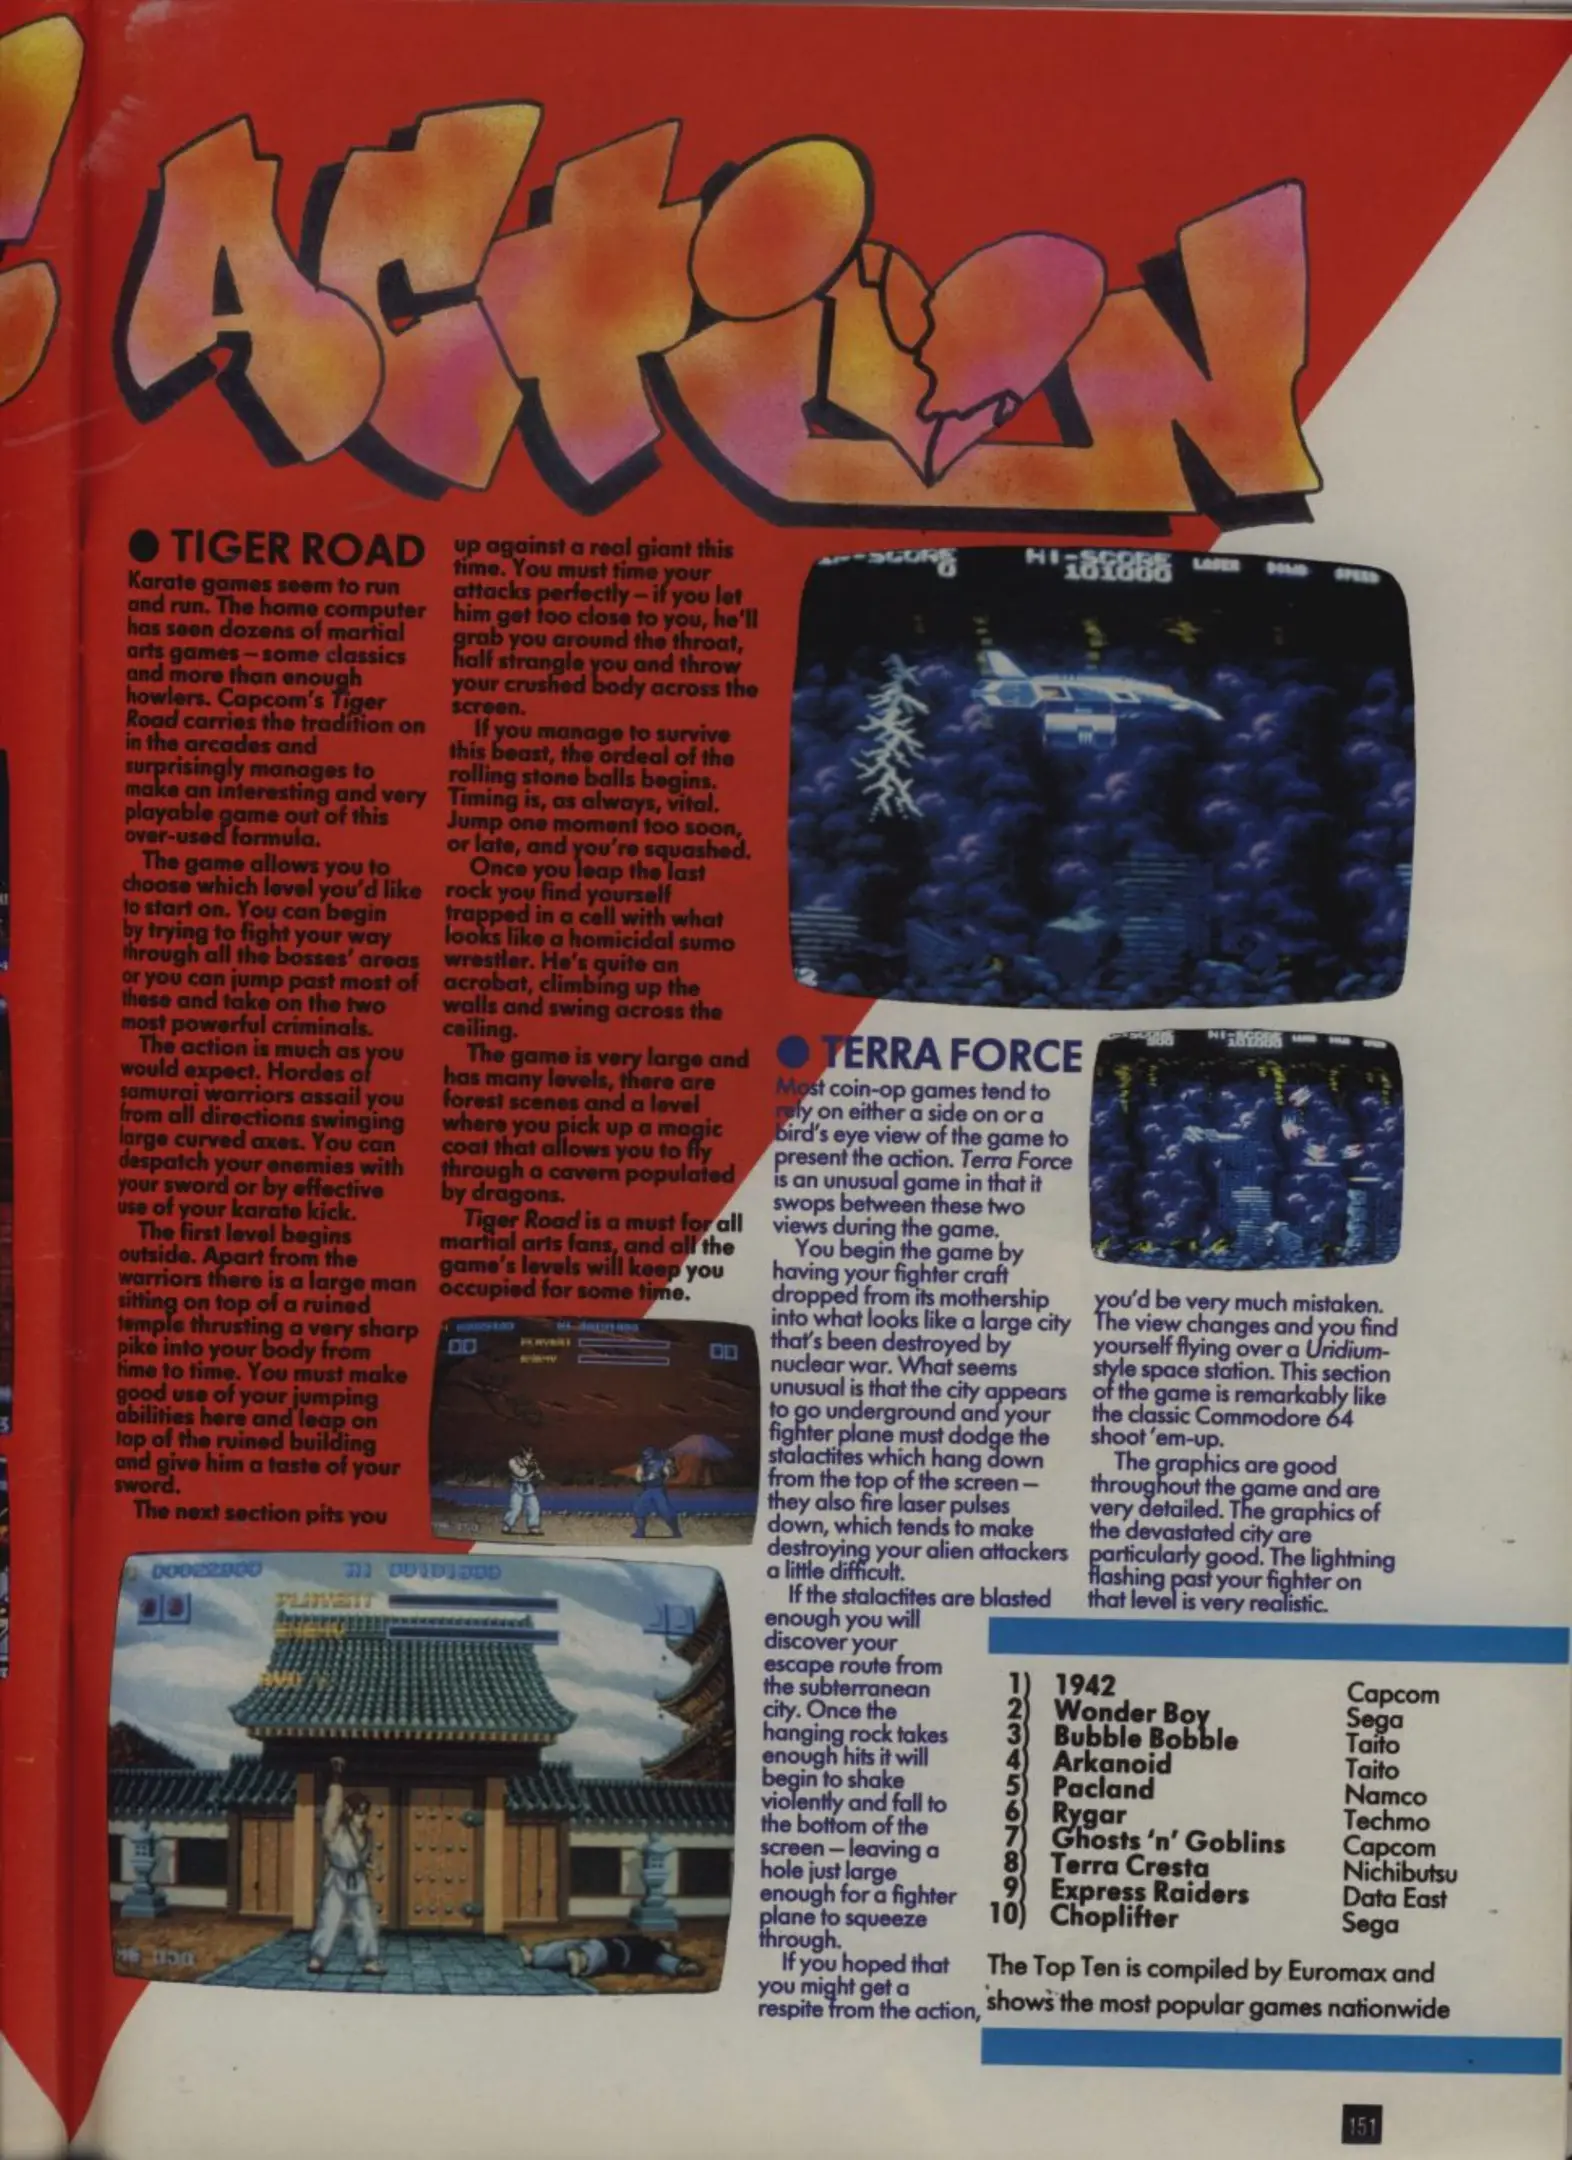 ACTION
● TIGER ROAD
Karate games seem to run
and run. The home computer
has seen dozens of martial
arts games – some classics
and more than enough
howlers. Capcom's Tiger
Road carries the tradition on
in the arcades and
surprisingly manages to
make an interesting and very
playable game out of this
over-used formula.
The game allows you to
choose which level you'd like
to start on. You can begin
by trying to fight your way
through all the bosses' areas
or you can jump past most of
these and take on the two
most powerful criminals.
The action is much as you
would expect. Hordes of
samurai warriors assail you
from all directions swinging
large curved axes. You can
despatch your enemies with
your sword or by effective
use of your karate kick.
The first level begins
outside. Apart from the
warriors there is a large man
sitting on top of a ruined
temple thrusting a very sharp
pike into your body from
time to time. You must make
good use of your jumping
abilities here and leap on
top of the ruined building
and give him a taste of your
sword.
The next section pits you
up against a real giant this
time. You must time your
attacks perfectly – if you let
him get too close to you, he'll
grab you around the throat,
half strangle you and throw
your crushed body across the
screen.
If you manage to survive
this beast, the ordeal of the
rolling stone balls begins.
Timing is, as always, vital.
Jump one moment too soon,
or late, and you're squashed.
Once you leap the last
rock you find yourself
trapped in a cell with what
looks like a homicidal sumo
wrestler. He's quite an
acrobat, climbing up the
walls and swing across the
ceiling.
The game is very large and
has many levels, there are
forest scenes and a level
where you pick up a magic
coat that allows you to fly
through a cavern populated
by dragons.
Tiger Road is a must for all
martial arts fans, and all the
game's levels will keep you
occupied for some time.
PLAYER1
ENEMY
HI
PLAYER1
ENEMY
HI-SCORE LASER BOMB SPEED
0 101000
2
● TERRA FORCE
Most coin-op games tend to
rely on either a side on or a
bird's eye view of the game to
present the action. Terra Force
is an unusual game in that it
swops between these two
views during the game.
You begin the game by
having your fighter craft
dropped from its mothership
into what looks like a large city
that's been destroyed by
nuclear war. What seems
unusual is that the city appears
to go underground and your
fighter plane must dodge the
stalactites which hang down
from the top of the screen –
they also fire laser pulses
down, which tends to make
destroying your alien attackers
a little difficult.
If the stalactites are blasted
enough you will
discover your
escape route from
the subterranean
city. Once the
hanging rock takes
enough hits it will
begin to shake
violently and fall to
the bottom of the
screen – leaving a
hole just large
enough for a fighter
plane to squeeze
through.
If you hoped that
you might get a
respite from the action,
HI-SCORE
101000
you'd be very much mistaken.
The view changes and you find
yourself flying over a Uridium-
style space station. This section
of the game is remarkably like
the classic Commodore 64
shoot 'em-up.
The graphics are good
throughout the game and are
very detailed. The graphics of
the devastated city are
particularly good. The lightning
flashing past your fighter on
that level is very realistic.
1) 1942 Capcom
2) Wonder Boy Sega
3) Bubble Bobble Taito
4) Arkanoid Taito
5) Pacland Namco
6) Rygar Techmo
7) Ghosts 'n' Goblins Capcom
8) Terra Cresta Nichibutsu
9) Express Raiders Data East
10) Choplifter Sega
The Top Ten is compiled by Euromax and
shows the most popular games nationwide
151